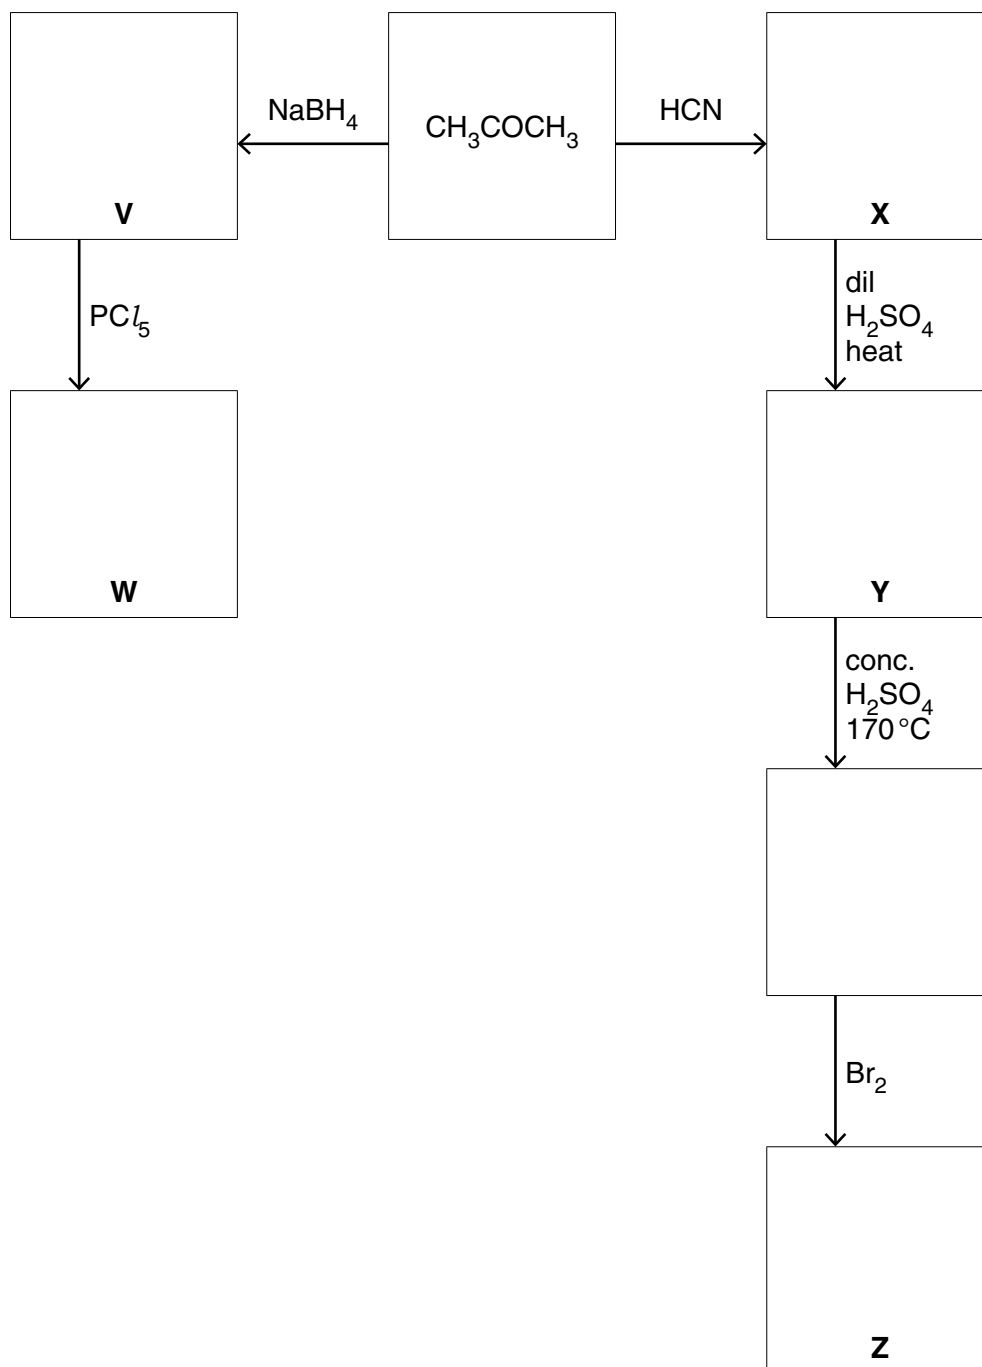 NaBH₄
CH₃COCH₃
HCN
V
X
PCl₅
dil
H₂SO₄
heat
W
Y
conc.
H₂SO₄
170 °C
Br₂
Z